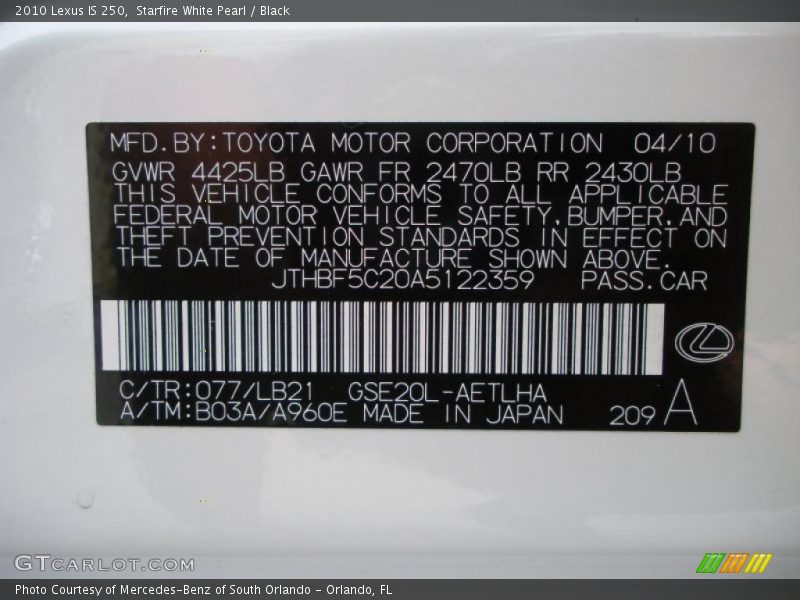 2010 Lexus IS 250,  Starfire White Pearl / Black
MFD.BY:TOYOTA MOTOR CORPORATION 04/10
GVWR 4425LB GAWR FR 2470LB RR 2430LB
THIS VEHICLE CONFORMS TO ALL APPLICABLE
FEDERAL MOTOR VEHICLE SAFETY,BUMPER,AND
THEFT PREVENTION STANDARDS IN EFFECT ON
THE DATE OF MANUFACTURE SHOWN ABOVE.
JTHBF5C20A5122359 PASS.CAR
C/TR:077/LB21 GSE20L-AETLHA
A/TM:B03A/A960E MADE IN JAPAN 209 A
GTCARLOT.COM
Photo Courtesy of Mercedes-Benz of South Orlando - Orlando, FL